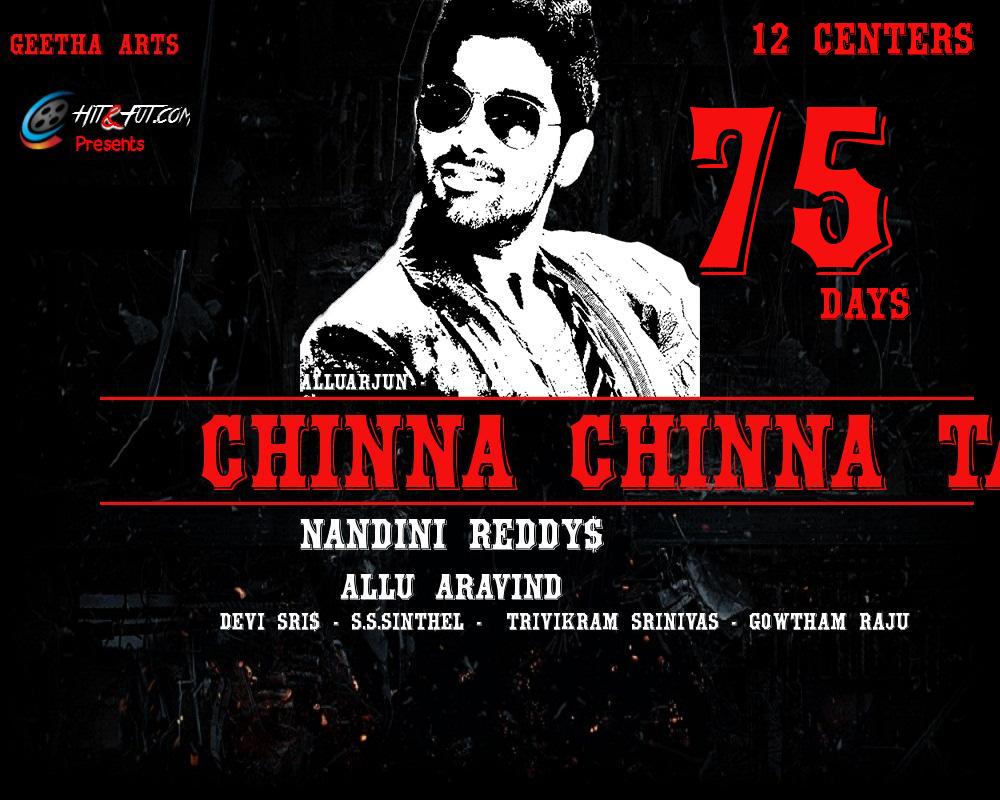 GEETHA ARTS
12 CENTERS
HIT&FUT.COM
Presents
75
DAYS
ALLUARJUN -
CHINNA CHINNA TA
NANDINI REDDY$
ALLU ARAVIND
DEVI SRI$ - S.S.SINTHEL - TRIVIKRAM SRINIVAS - GOWTHAM RAJU